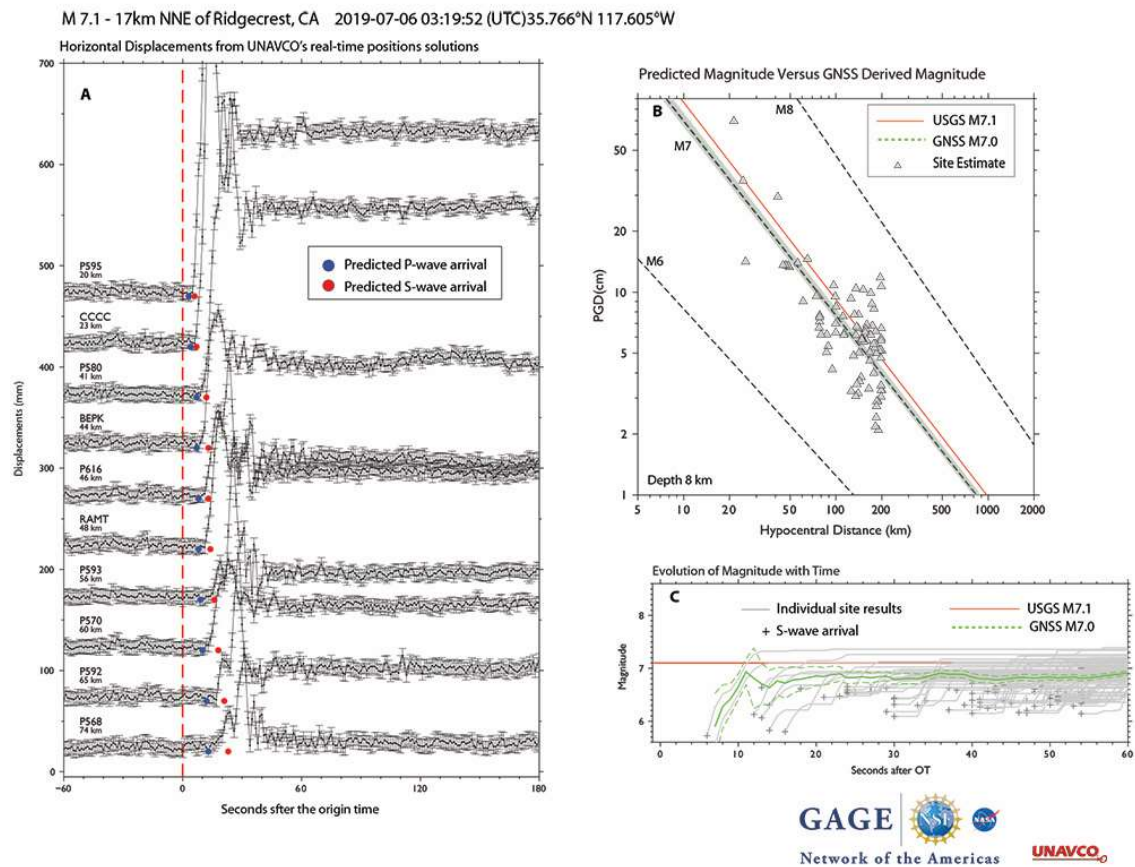 M 7.1 - 17km NNE of Ridgecrest, CA 2019-07-06 03:19:52 (UTC)35.766°N 117.605°W
Horizontal Displacements from UNAVCO's real-time positions solutions
A
700
600
500
400
300
200
100
0
Displacements (mm)
P595
20 km
CCCC
23 km
P580
41 km
BEPK
44 km
P616
46 km
RAMT
48 km
P593
56 km
P570
60 km
P592
65 km
P568
74 km
Predicted P-wave arrival
Predicted S-wave arrival
−60 0 60 120 180
Seconds sfter the origin time
Predicted Magnitude Versus GNSS Derived Magnitude
B
M8
M7
M6
USGS M7.1
GNSS M7.0
Site Estimate
50
20
10
5
2
1
PGD(cm)
Depth 8 km
5 10 20 50 100 200 500 1000 2000
Hypocentral Distance (km)
Evolution of Magnitude with Time
C
Individual site results
S-wave arrival
USGS M7.1
GNSS M7.0
8
7
6
Magnitude
0 10 20 30 40 50 60
Seconds after OT
GAGE
NSF
NASA
Network of the Americas
UNAVCO